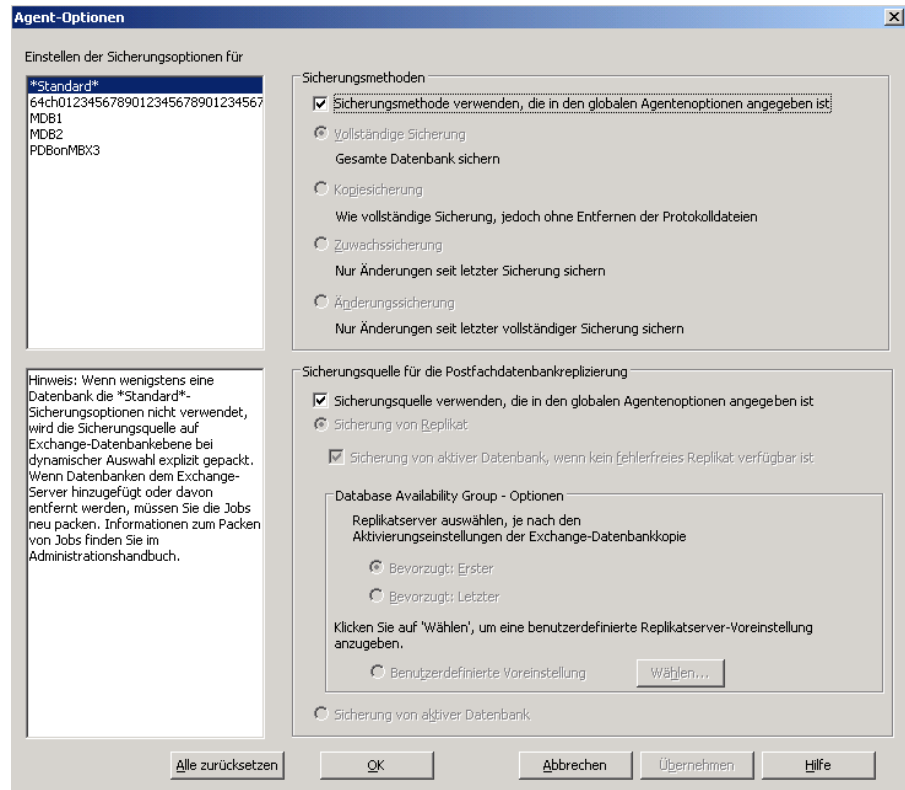 Agent-Optionen
Einstellen der Sicherungsoptionen für
*Standard*
64ch0123456789012345678901234567
MDB1
MDB2
PDBonMBX3
Sicherungsmethoden
Sicherungsmethode verwenden, die in den globalen Agentenoptionen angegeben ist
Vollständige Sicherung
Gesamte Datenbank sichern
Kopiesicherung
Wie vollständige Sicherung, jedoch ohne Entfernen der Protokolldateien
Zuwachssicherung
Nur Änderungen seit letzter Sicherung sichern
Änderungssicherung
Nur Änderungen seit letzter vollständiger Sicherung sichern
Hinweis: Wenn wenigstens eine
Datenbank die *Standard*-
Sicherungsoptionen nicht verwendet,
wird die Sicherungsquelle auf
Exchange-Datenbankebene bei
dynamischer Auswahl explizit gepackt.
Wenn Datenbanken dem Exchange-
Server hinzugefügt oder davon
entfernt werden, müssen Sie die Jobs
neu packen. Informationen zum Packen
von Jobs finden Sie im
Administrationshandbuch.
Sicherungsquelle für die Postfachdatenbankreplizierung
Sicherungsquelle verwenden, die in den globalen Agentenoptionen angegeben ist
Sicherung von Replikat
Sicherung von aktiver Datenbank, wenn kein fehlerfreies Replikat verfügbar ist
Database Availability Group - Optionen
Replikatserver auswählen, je nach den
Aktivierungseinstellungen der Exchange-Datenbankkopie
Bevorzugt: Erster
Bevorzugt: Letzter
Klicken Sie auf 'Wählen', um eine benutzerdefinierte Replikatserver-Voreinstellung
anzugeben.
Benutzerdefinierte Voreinstellung
Wählen...
Sicherung von aktiver Datenbank
Alle zurücksetzen
OK
Abbrechen
Übernehmen
Hilfe